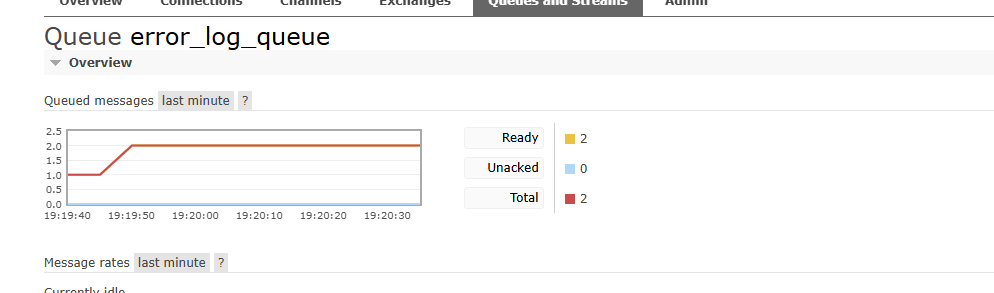 Overview Connections Channels Exchanges Queues and Streams Admin
Queue error_log_queue
Overview
Queued messages last minute ?
2.5
2.0
1.5
1.0
0.5
0.0
19:19:40 19:19:50 19:20:00 19:20:10 19:20:20 19:20:30
Ready 2
Unacked 0
Total 2
Message rates last minute ?
Currently idle